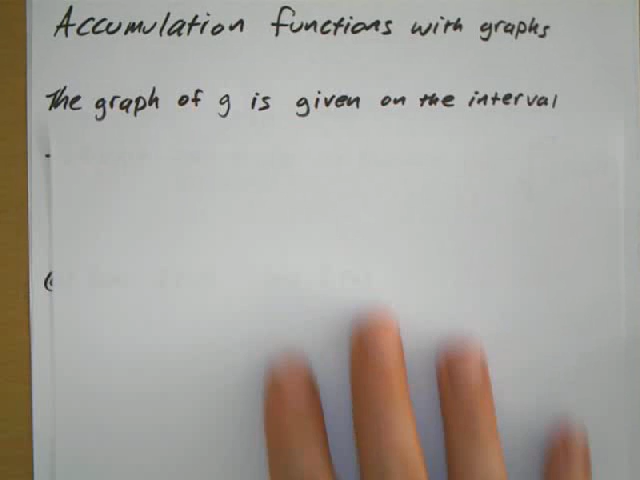 Accumulation functions with graphs
The graph of g is given on the interval